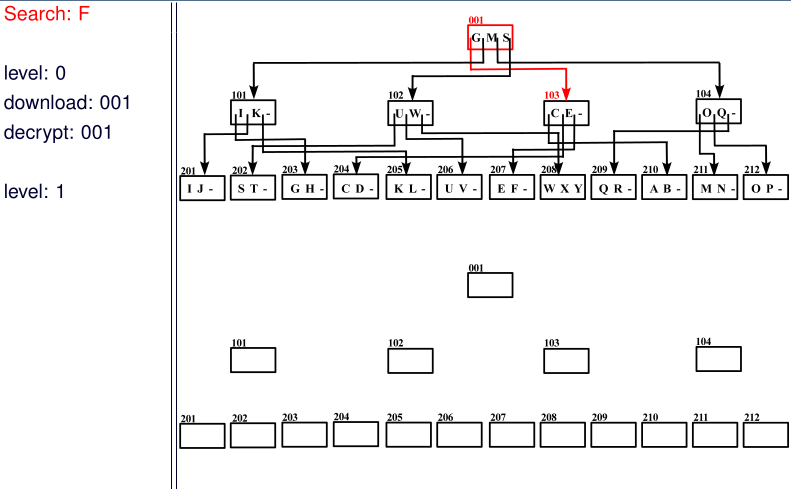 Search: F
level: 0
download: 001
decrypt: 001
level: 1
001
G M S
101 102 103 104
I K - U W - C E - O Q -
201 202 203 204 205 206 207 208 209 210 211 212
I J - S T - G H - C D - K L - U V - E F - W X Y Q R - A B - M N - O P -
001
101 102 103 104
201 202 203 204 205 206 207 208 209 210 211 212